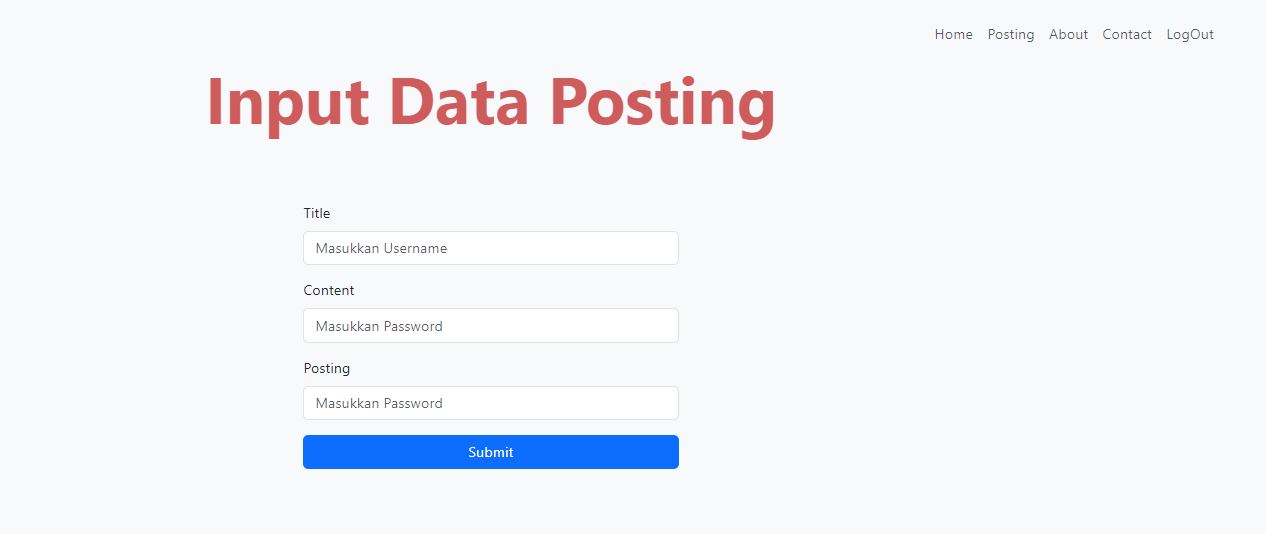 Home Posting About Contact LogOut
Input Data Posting
Title
Masukkan Username
Content
Masukkan Password
Posting
Masukkan Password
Submit